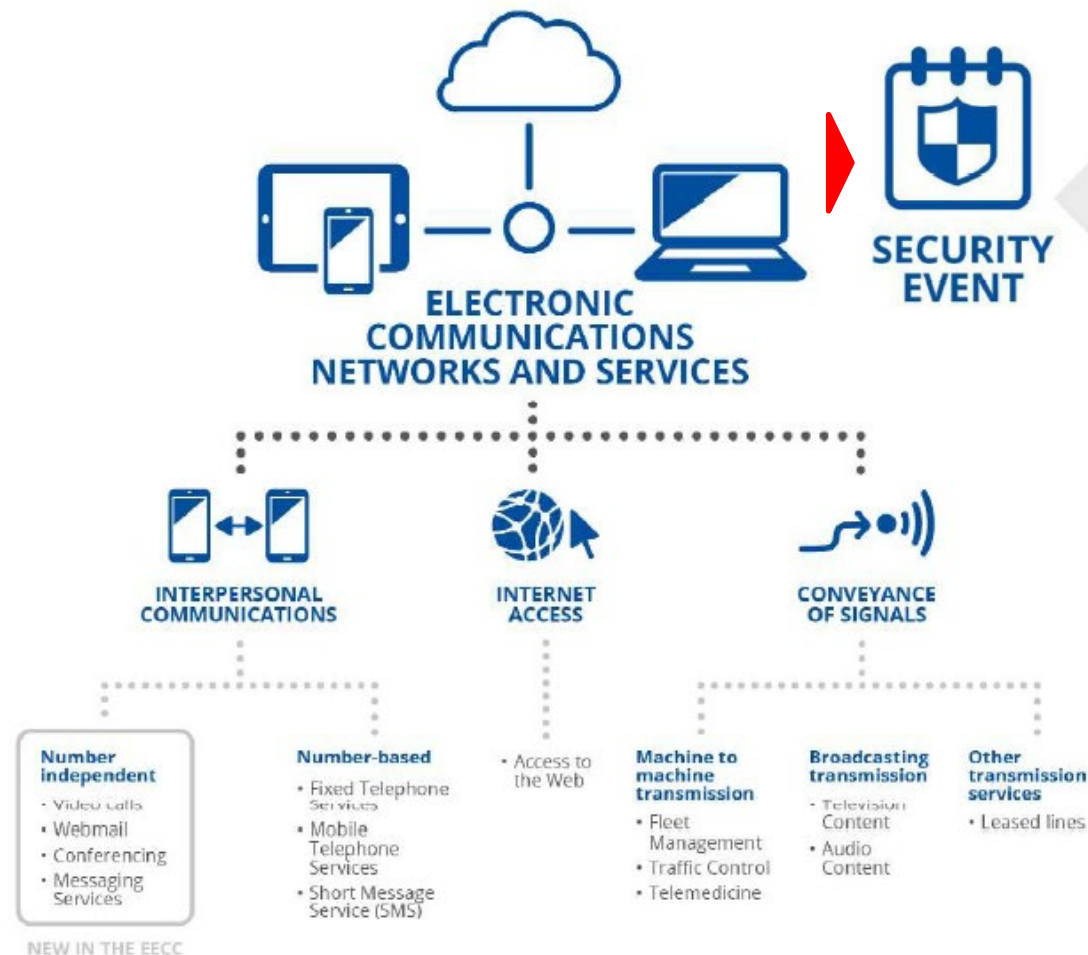 SECURITY
EVENT
ELECTRONIC
COMMUNICATIONS
NETWORKS AND SERVICES
INTERPERSONAL
COMMUNICATIONS
INTERNET
ACCESS
CONVEYANCE
OF SIGNALS
Number
independent
• Video calls
• Webmail
• Conferencing
• Messaging
Services
NEW IN THE EECC
Number-based
• Fixed Telephone
Services
• Mobile
Telephone
Services
• Short Message
Service (SMS)
• Access to
the Web
Machine to
machine
transmission
• Fleet
Management
• Traffic Control
• Telemedicine
Broadcasting
transmission
• Television
Content
• Audio
Content
Other
transmission
services
• Leased lines